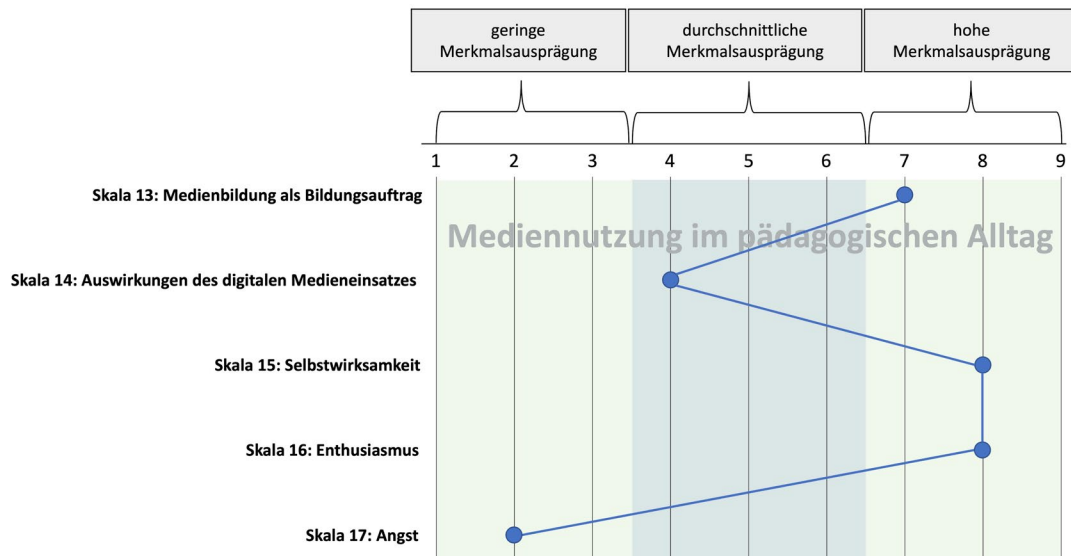 geringe
Merkmalsausprägung
durchschnittliche
Merkmalsausprägung
hohe
Merkmalsausprägung
1 2 3 4 5 6 7 8 9
Skala 13: Medienbildung als Bildungsauftrag
Mediennutzung im pädagogischen Alltag
Skala 14: Auswirkungen des digitalen Medieneinsatzes
Skala 15: Selbstwirksamkeit
Skala 16: Enthusiasmus
Skala 17: Angst